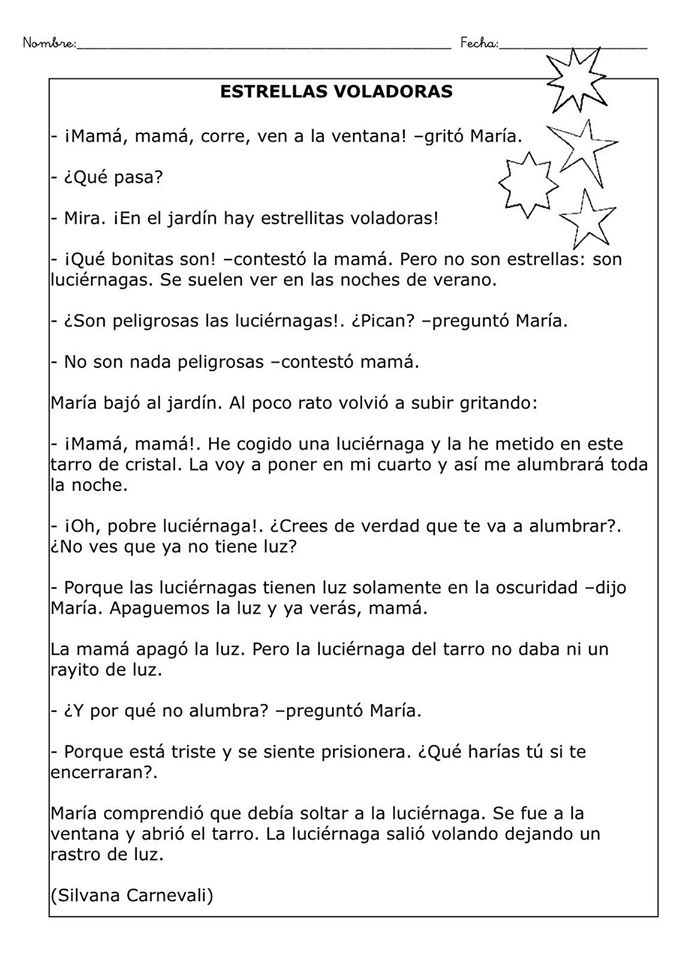 Nombre:____________________ Fecha:____________________
ESTRELLAS VOLADORAS
- ¡Mamá, mamá, corre, ven a la ventana! –gritó María.
- ¿Qué pasa?
- Mira. ¡En el jardín hay estrellitas voladoras!
- ¡Qué bonitas son! –contestó la mamá. Pero no son estrellas: son
luciérnagas. Se suelen ver en las noches de verano.
- ¿Son peligrosas las luciérnagas!. ¿Pican? –preguntó María.
- No son nada peligrosas –contestó mamá.
María bajó al jardín. Al poco rato volvió a subir gritando:
- ¡Mamá, mamá!. He cogido una luciérnaga y la he metido en este
tarro de cristal. La voy a poner en mi cuarto y así me alumbrará toda
la noche.
- ¡Oh, pobre luciérnaga!. ¿Crees de verdad que te va a alumbrar?.
¿No ves que ya no tiene luz?
- Porque las luciérnagas tienen luz solamente en la oscuridad –dijo
María. Apaguemos la luz y ya verás, mamá.
La mamá apagó la luz. Pero la luciérnaga del tarro no daba ni un
rayito de luz.
- ¿Y por qué no alumbra? –preguntó María.
- Porque está triste y se siente prisionera. ¿Qué harías tú si te
encerraran?.
María comprendió que debía soltar a la luciérnaga. Se fue a la
ventana y abrió el tarro. La luciérnaga salió volando dejando un
rastro de luz.
(Silvana Carnevali)